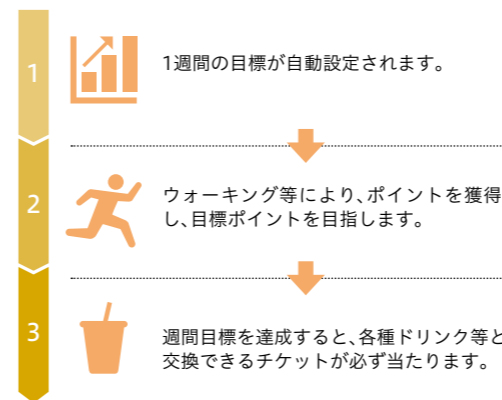 1
1週間の目標が自動設定されます。
2
ウォーキング等により、ポイントを獲得
し、目標ポイントを目指します。
3
週間目標を達成すると、各種ドリンク等と
交換できるチケットが必ず当たります。